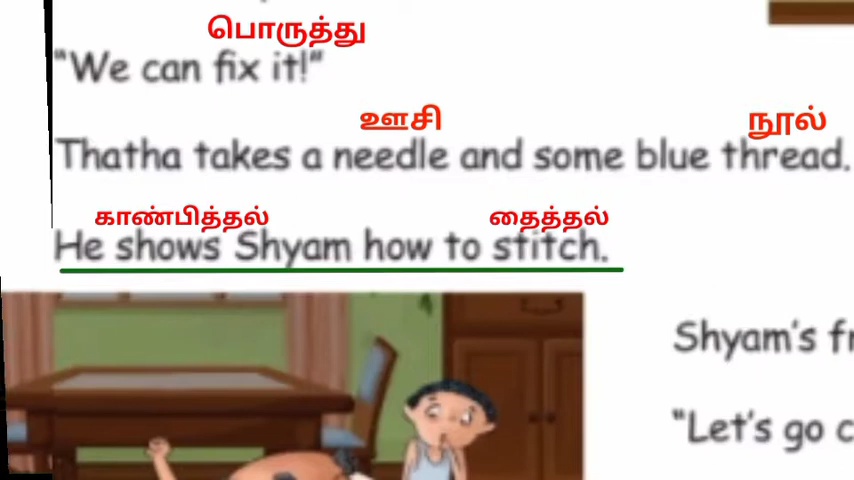 பொருத்து
“We can fix it!”
ஊசி நூல்
Thatha takes a needle and some blue thread.
காண்பித்தல் தைத்தல்
He shows Shyam how to stitch.
Shyam's
“Let's go